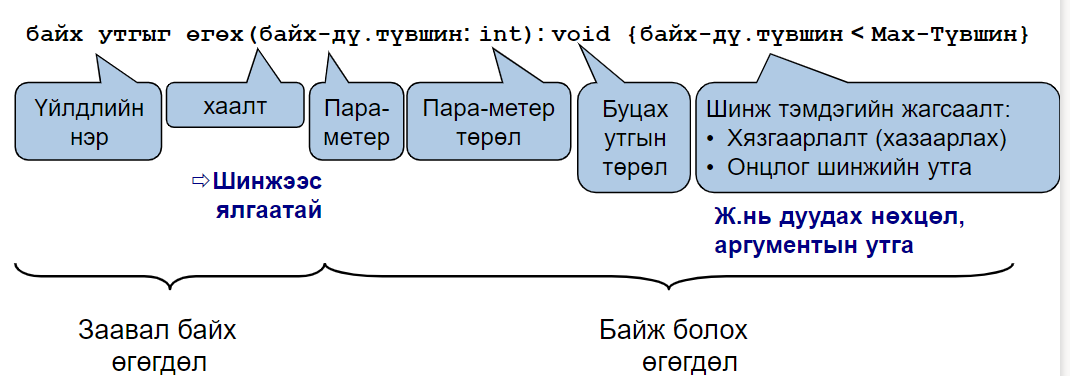 байх утгыг өгөх(байх-дү.түвшин: int): void {байх-дү.түвшин < Max-Түвшин}
Үйлдлийн
нэр
хаалт
Пара-
метер
Пара-метер
төрөл
Буцах
утгын
төрөл
Шинж тэмдэгийн жагсаалт:
• Хязгаарлалт (хазаарлах)
• Онцлог шинжийн утга
⇨Шинжээс
ялгаатай
Ж.нь дуудах нөхцөл,
аргументын утга
Заавал байх
өгөгдөл
Байж болох
өгөгдөл